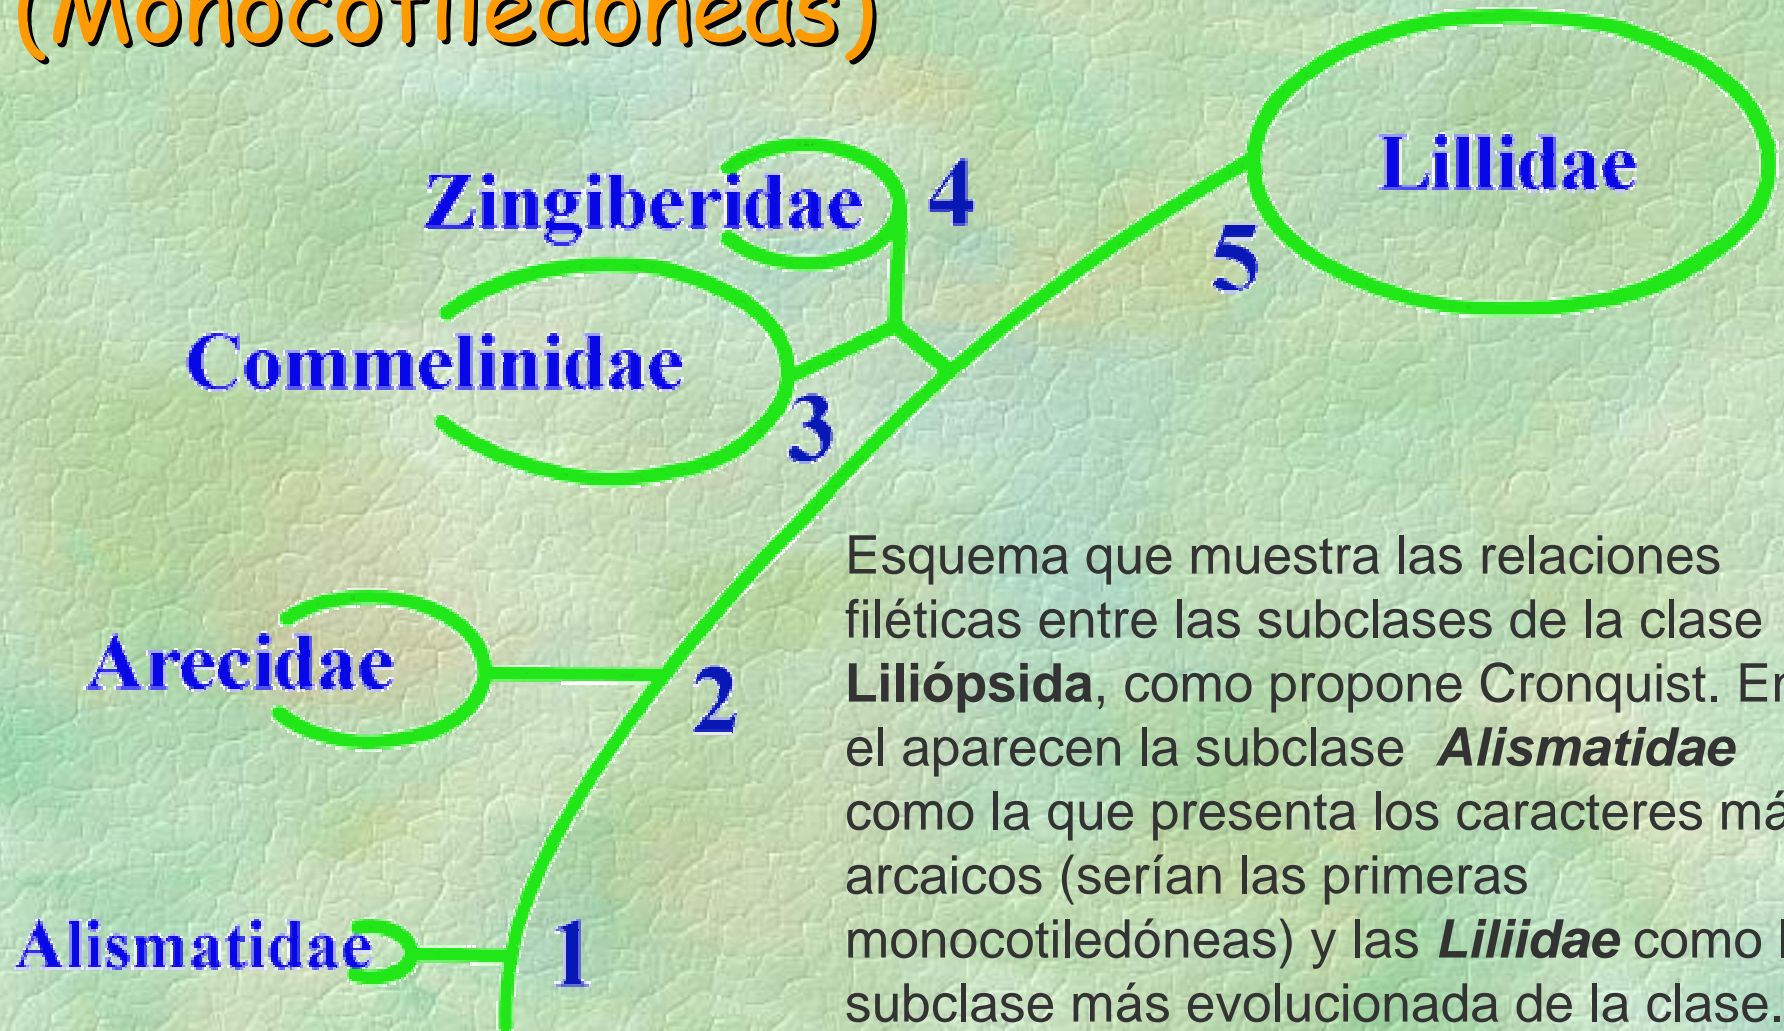 (Monocotiledóneas)
Lillidae
Zingiberidae 4
5
Commelinidae
3
Arecidae
2
Alismatidae 1
Esquema que muestra las relaciones
filéticas entre las subclases de la clase
Liliópsida, como propone Cronquist. En
el aparecen la subclase Alismatidae
como la que presenta los caracteres má
arcaicos (serían las primeras
monocotiledóneas) y las Liliidae como l
subclase más evolucionada de la clase.